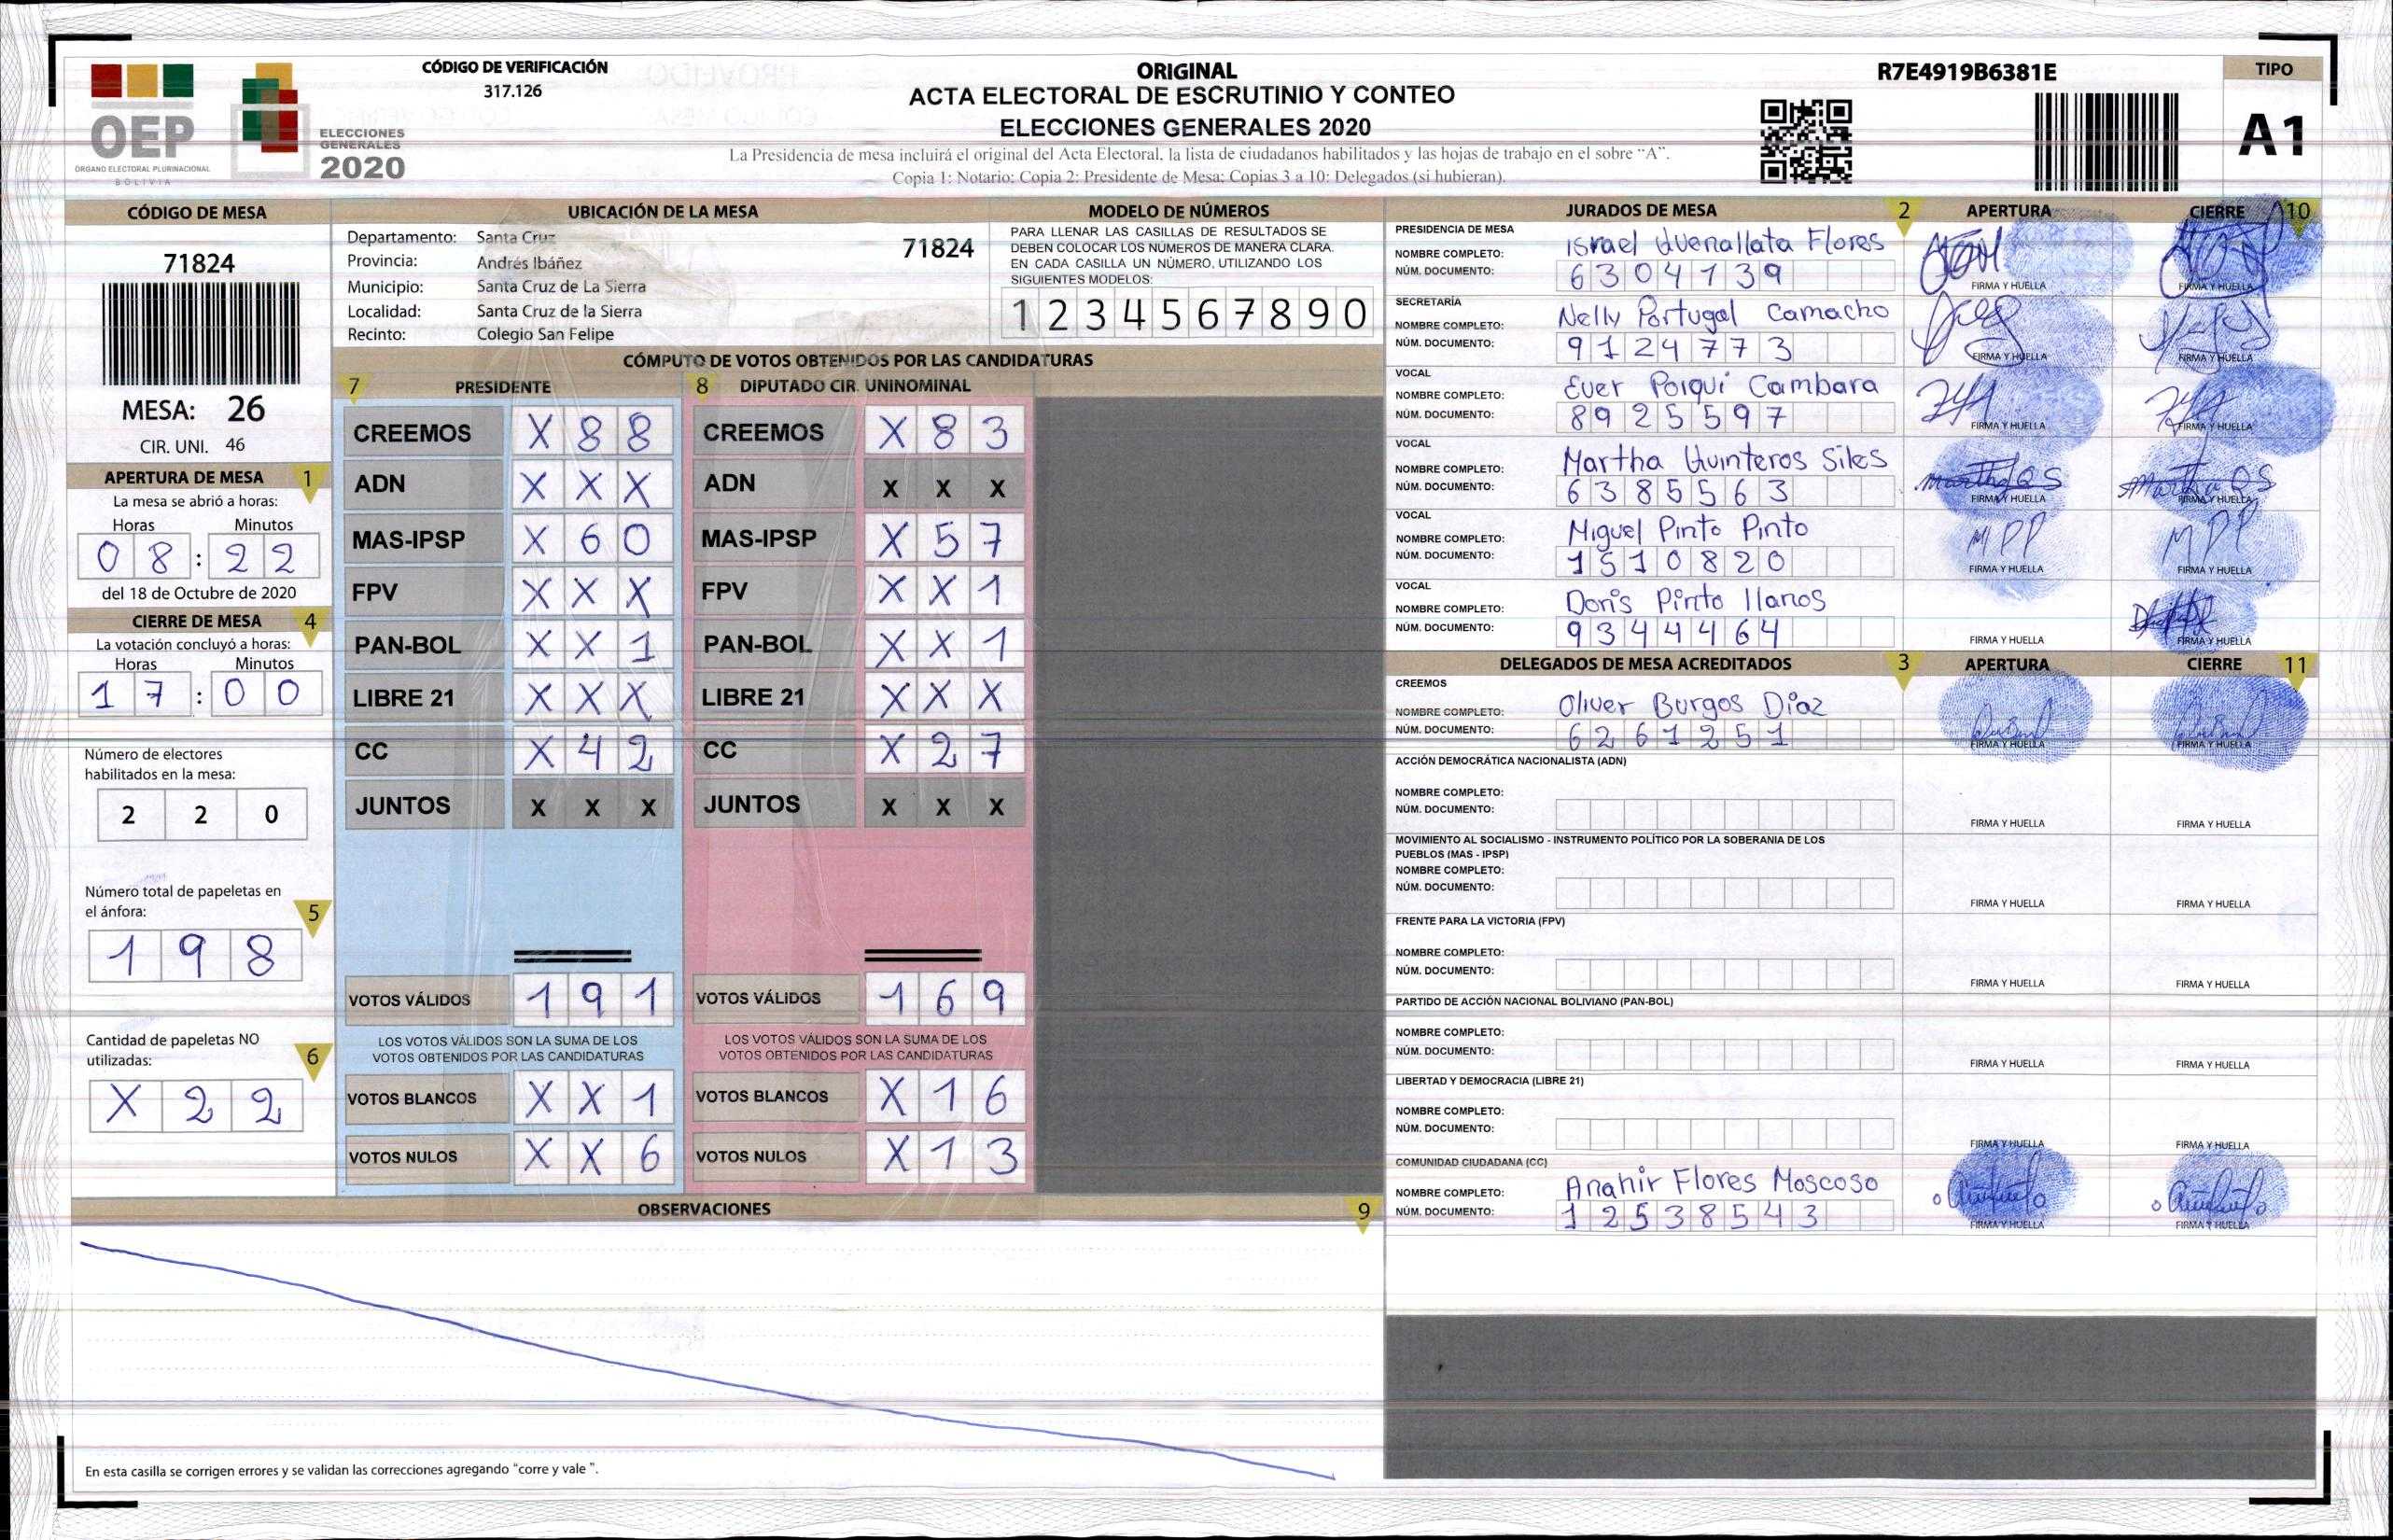 CÓDIGO DE VERIFICACIÓN
317.126
OEP
ÓRGANO ELECTORAL PLURINACIONAL
BOLIVIA
ELECCIONES
GENERALES
2020
ORIGINAL
ACTA ELECTORAL DE ESCRUTINIO Y CONTEO
ELECCIONES GENERALES 2020
La Presidencia de mesa incluirá el original del Acta Electoral, la lista de ciudadanos habilitados y las hojas de trabajo en el sobre "A".
Copia 1: Notario; Copia 2: Presidente de Mesa; Copias 3 a 10: Delegados (si hubieran).
R7E4919B6381E
TIPO
A1
CÓDIGO DE MESA
71824
MESA: 26
CIR. UNI. 46
APERTURA DE MESA 1
La mesa se abrió a horas:
Horas Minutos
08:22
del 18 de Octubre de 2020
CIERRE DE MESA 4
La votación concluyó a horas:
Horas Minutos
17:00
Número de electores
habilitados en la mesa:
2 2 0
Número total de papeletas en
el ánfora: 5
1 9 8
Cantidad de papeletas NO
utilizadas: 6
X 2 2
UBICACIÓN DE LA MESA
Departamento: Santa Cruz
Provincia: Andrés Ibáñez
Municipio: Santa Cruz de La Sierra
Localidad: Santa Cruz de la Sierra
Recinto: Colegio San Felipe
71824
MODELO DE NÚMEROS
PARA LLENAR LAS CASILLAS DE RESULTADOS SE
DEBEN COLOCAR LOS NÚMEROS DE MANERA CLARA.
EN CADA CASILLA UN NÚMERO, UTILIZANDO LOS
SIGUIENTES MODELOS:
1 2 3 4 5 6 7 8 9 0
CÓMPUTO DE VOTOS OBTENIDOS POR LAS CANDIDATURAS
7 PRESIDENTE
CREEMOS X 8 8
ADN X X X
MAS-IPSP X 6 0
FPV X X X
PAN-BOL X X 1
LIBRE 21 X X X
CC X 4 2
JUNTOS X X X
VOTOS VÁLIDOS 1 9 1
LOS VOTOS VÁLIDOS SON LA SUMA DE LOS
VOTOS OBTENIDOS POR LAS CANDIDATURAS
VOTOS BLANCOS X X 1
VOTOS NULOS X X 6
8 DIPUTADO CIR. UNINOMINAL
CREEMOS X 8 3
ADN X X X
MAS-IPSP X 5 7
FPV X X 1
PAN-BOL X X 1
LIBRE 21 X X X
CC X 2 7
JUNTOS X X X
VOTOS VÁLIDOS 1 6 9
LOS VOTOS VÁLIDOS SON LA SUMA DE LOS
VOTOS OBTENIDOS POR LAS CANDIDATURAS
VOTOS BLANCOS X 1 6
VOTOS NULOS X 1 3
OBSERVACIONES 9
En esta casilla se corrigen errores y se validan las correcciones agregando "corre y vale ".
JURADOS DE MESA 2 APERTURA CIERRE 10
PRESIDENCIA DE MESA
NOMBRE COMPLETO: Israel Quenallata Flores
NÚM. DOCUMENTO: 6304139
FIRMA Y HUELLA FIRMA Y HUELLA
SECRETARÍA
NOMBRE COMPLETO: Nelly Portugal Camacho
NÚM. DOCUMENTO: 9124773
FIRMA Y HUELLA FIRMA Y HUELLA
VOCAL
NOMBRE COMPLETO: Ever Porqui Cambara
NÚM. DOCUMENTO: 8925597
FIRMA Y HUELLA FIRMA Y HUELLA
VOCAL
NOMBRE COMPLETO: Martha Quinteros Siles
NÚM. DOCUMENTO: 6385563
Martha QS Martha QS
FIRMA Y HUELLA FIRMA Y HUELLA
VOCAL
NOMBRE COMPLETO: Miguel Pinto Pinto
NÚM. DOCUMENTO: 1510820
MPP MPP
FIRMA Y HUELLA FIRMA Y HUELLA
VOCAL
NOMBRE COMPLETO: Doris Pinto llanos
NÚM. DOCUMENTO: 9344464
FIRMA Y HUELLA FIRMA Y HUELLA
DELEGADOS DE MESA ACREDITADOS 3 APERTURA CIERRE 11
CREEMOS
NOMBRE COMPLETO: Oliver Burgos Díaz
NÚM. DOCUMENTO: 6261251
FIRMA Y HUELLA FIRMA Y HUELLA
ACCIÓN DEMOCRÁTICA NACIONALISTA (ADN)
NOMBRE COMPLETO:
NÚM. DOCUMENTO:
FIRMA Y HUELLA FIRMA Y HUELLA
MOVIMIENTO AL SOCIALISMO - INSTRUMENTO POLÍTICO POR LA SOBERANIA DE LOS
PUEBLOS (MAS - IPSP)
NOMBRE COMPLETO:
NÚM. DOCUMENTO:
FIRMA Y HUELLA FIRMA Y HUELLA
FRENTE PARA LA VICTORIA (FPV)
NOMBRE COMPLETO:
NÚM. DOCUMENTO:
FIRMA Y HUELLA FIRMA Y HUELLA
PARTIDO DE ACCIÓN NACIONAL BOLIVIANO (PAN-BOL)
NOMBRE COMPLETO:
NÚM. DOCUMENTO:
FIRMA Y HUELLA FIRMA Y HUELLA
LIBERTAD Y DEMOCRACIA (LIBRE 21)
NOMBRE COMPLETO:
NÚM. DOCUMENTO:
FIRMA Y HUELLA FIRMA Y HUELLA
COMUNIDAD CIUDADANA (CC)
NOMBRE COMPLETO: Anahir Flores Moscoso
NÚM. DOCUMENTO: 12538543
FIRMA Y HUELLA FIRMA Y HUELLA